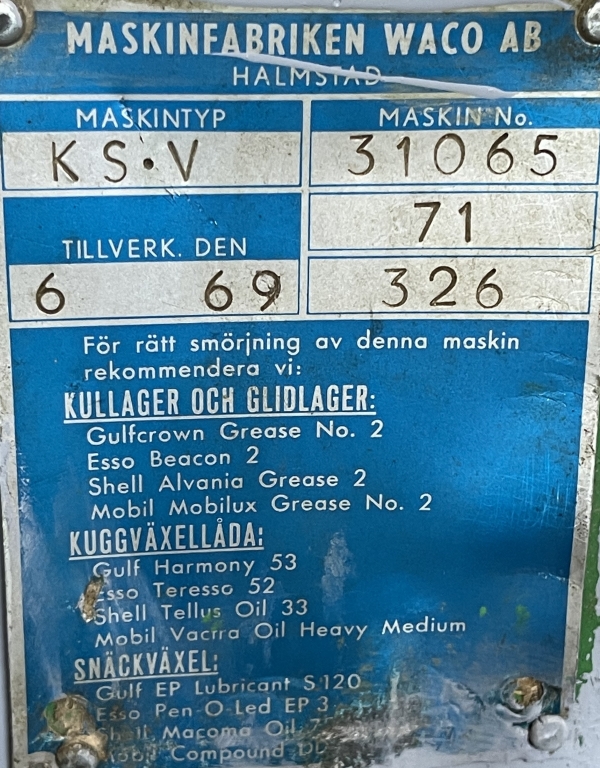 MASKINFABRIKEN WACO AB
HALMSTAD
MASKINTYP
KS·V
MASKIN No.
31065
71
TILLVERK. DEN
6 69
326
För rätt smörjning av denna maskin
rekommendera vi:
KULLAGER OCH GLIDLAGER:
Gulfcrown Grease No. 2
Esso Beacon 2
Shell Alvania Grease 2
Mobil Mobilux Grease No. 2
KUGGVÄXELLÅDA:
Gulf Harmony 53
Esso Teresso 52
Shell Tellus Oil 33
Mobil Vacrra Oil Heavy Medium
SNÄCKVÄXEL:
Gulf EP Lubricant S 120
Esso Pen-O-Led EP 3
Shell Macoma Oil
Mobil Compound